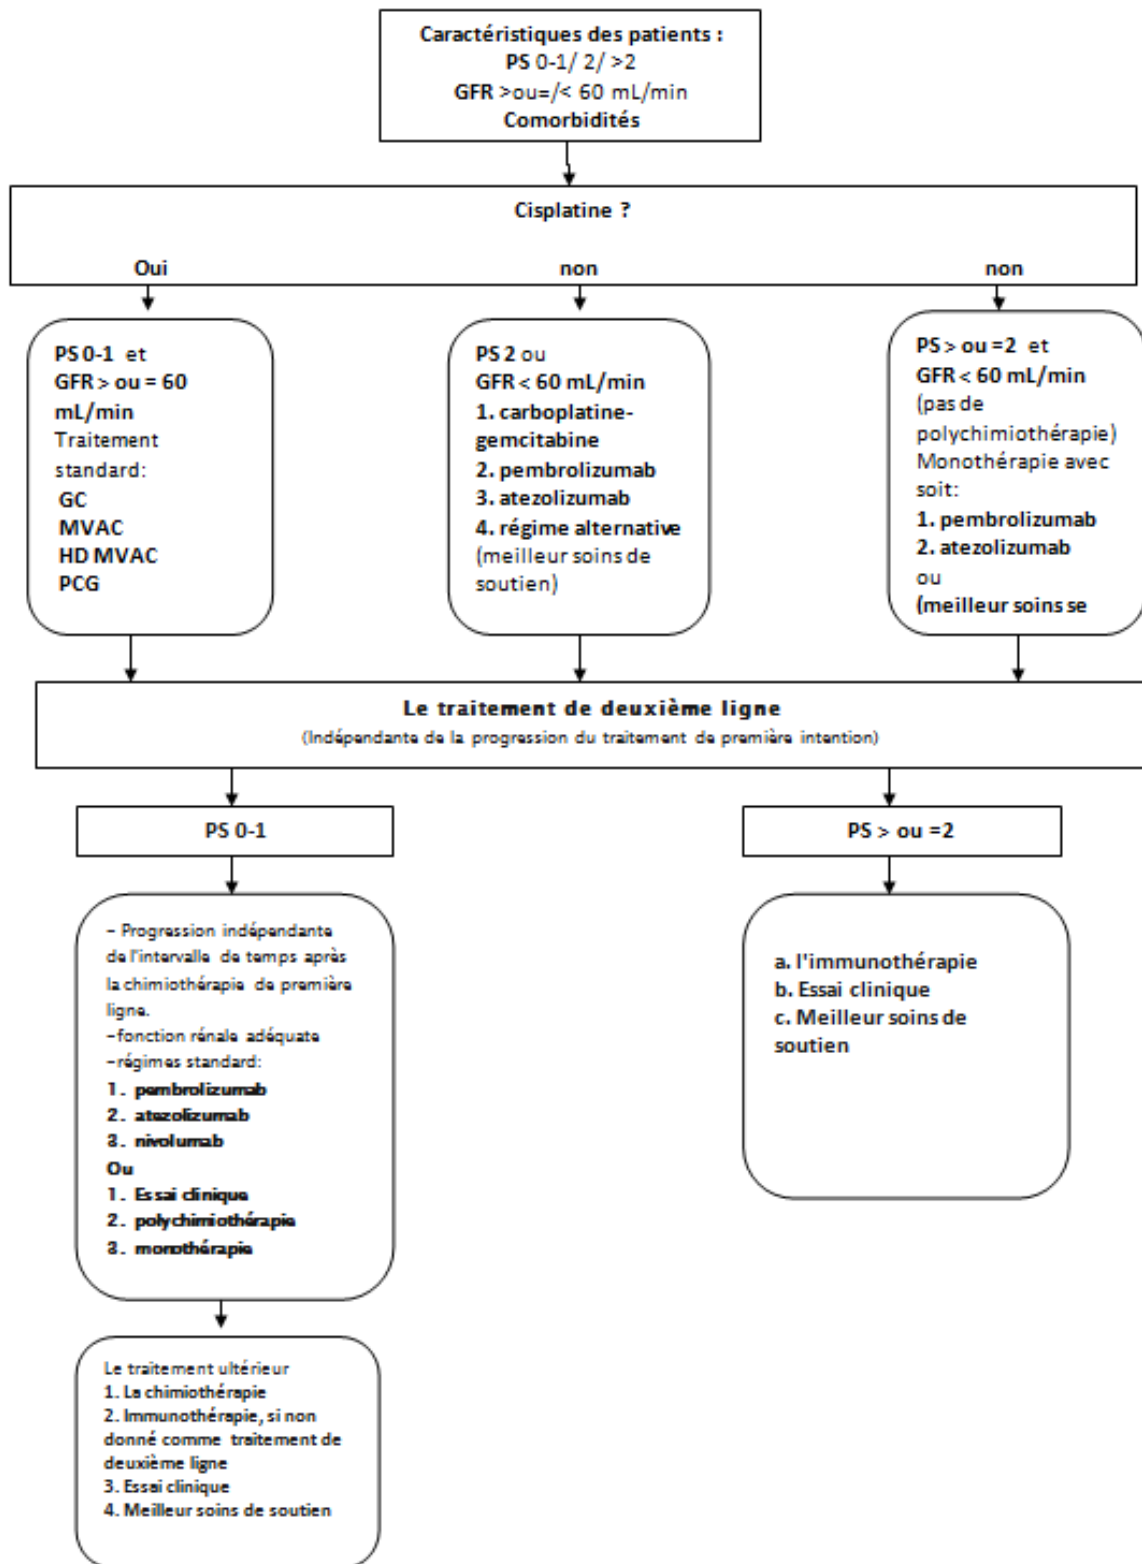 Caractéristiques des patients :
PS 0-1/ 2/ >2
GFR >ou=/< 60 mL/min
Comorbidités
Cisplatine ?
Oui
non
non
PS 0-1 et
GFR > ou = 60
mL/min
Traitement
standard:
GC
MVAC
HD MVAC
PCG
PS 2 ou
GFR < 60 mL/min
1. carboplatine-
gemcitabine
2. pembrolizumab
3. atezolizumab
4. régime alternative
(meilleur soins de
soutien)
PS > ou =2 et
GFR < 60 mL/min
(pas de
polychimiothérapie)
Monothérapie avec
soit:
1. pembrolizumab
2. atezolizumab
ou
(meilleur soins se
Le traitement de deuxième ligne
(Indépendante de la progression du traitement de première intention)
PS 0-1
PS > ou =2
– Progression indépendante
de l'intervalle de temps après
la chimiothérapie de première
ligne.
–fonction rénale adéquate
–régimes standard:
1. pembrolizumab
2. atezolizumab
3. nivolumab
Ou
1. Essai clinique
2. polychimiothérapie
3. monothérapie
a. l'immunothérapie
b. Essai clinique
c. Meilleur soins de
soutien
Le traitement ultérieur
1. La chimiothérapie
2. Immunothérapie, si non
donné comme traitement de
deuxième ligne
3. Essai clinique
4. Meilleur soins de soutien